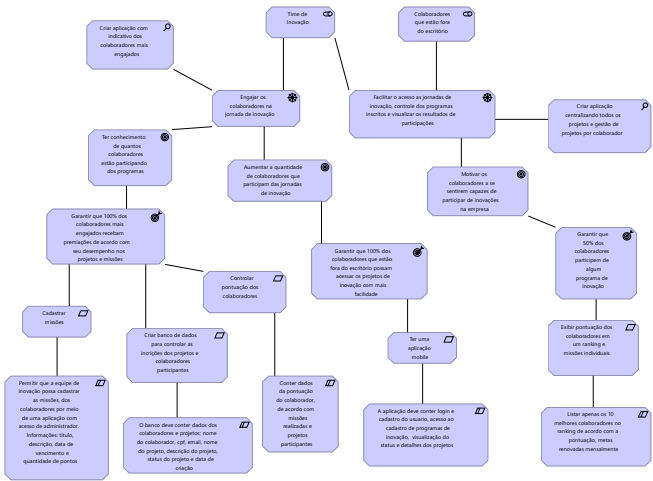 Criar aplicação com
indicativo dos
colaboradores mais
engajados
Time de
Inovação
Colaboradores
que estão fora
do escritório
Engajar os
colaboradores na
jornada de inovação
Facilitar o acesso as jornadas de
inovação, controle dos programas
inscritos e visualizar os resultados de
participações
Criar aplicação
centralizando todos os
projetos e gestão de
projetos por colaborador
Ter conhecimento
de quantos
colaboradores
estão participando
dos programas
Aumentar a quantidade
de colaboradores que
participam das jornadas
de inovação
Motivar os
colaboradores a se
sentirem capazes de
participar de inovações
na empresa
Garantir que 100% dos
colaboradores mais
engajados recebam
premiações de acordo com
seu desempenho nos
projetos e missões
Garantir que 100% dos
colaboradores que estão
fora do escritório possam
acessar os projetos de
inovação com mais
facilidade
Garantir que
50% dos
colaboradores
participem de
algum
programa de
inovação
Controlar
pontuação dos
colaboradores
Cadastrar
missões
Criar banco de dados
para controlar as
incrições dos projetos e
colaboradores
participantes
Ter uma
aplicação
mobile
Exibir pontuação dos
colaboradores em
um ranking e
missões individuais
Permitir que a equipe de
inovação possa cadastrar
as missões, dos
colaboradores por meio
de uma aplicação com
acesso de administrador.
Informações: título,
descrição, data de
vencimento e
quantidade de pontos
O banco deve conter dados dos
colaboradores e projetos: nome
do colaborador, cpf, email, nome
do projeto, descrição do projeto,
status do projeto e data de
criação
Conter dados
da pontuação
do colaborador,
de acordo com
missões
realizadas e
projetos
participantes
A aplicação deve conter login e
cadastro do usuario, acesso ao
cadastro de programas de
inovação, visualização do
status e detalhes dos projetos
Listar apenas os 10
melhores colaboradores no
ranking de acordo com a
pontuação, metas
renovadas mensalmente